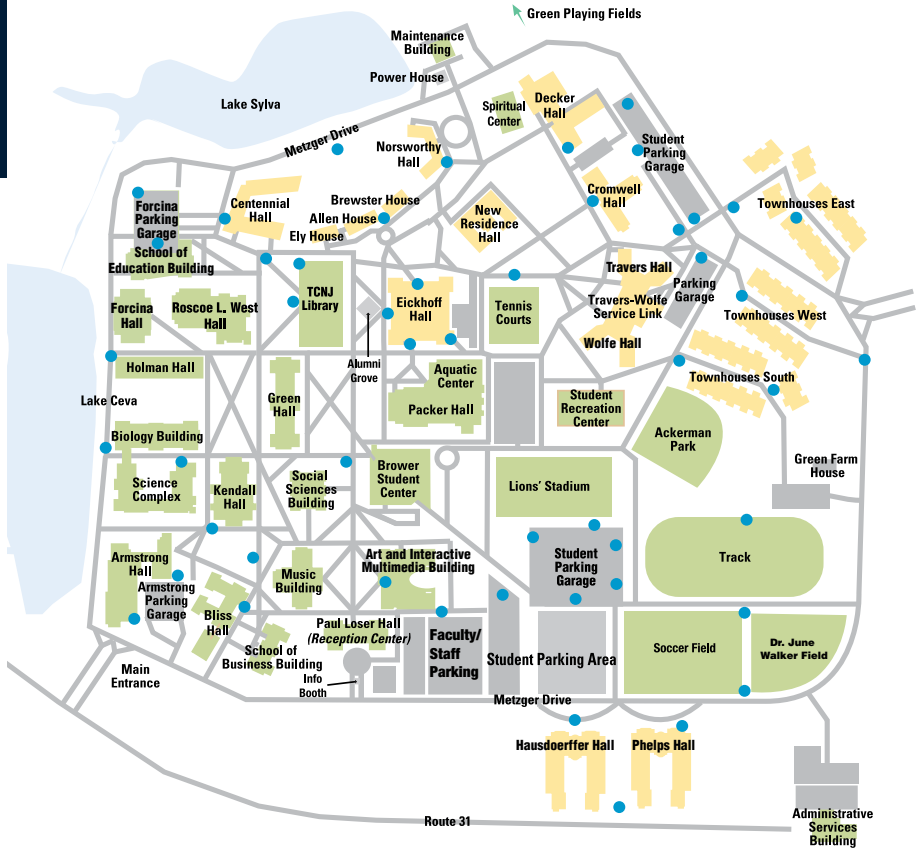 Green Playing Fields
Maintenance
Building
Power House
Lake Sylva
Spiritual
Center
Decker
Hall
Metzger Drive
Norsworthy
Hall
Student
Parking
Garage
Forcina
Parking
Garage
Centennial
Hall
Brewster House
Allen House
Ely House
New
Residence
Hall
Cromwell
Hall
Townhouses East
School of
Education Building
TCNJ
Library
Eickhoff
Hall
Tennis
Courts
Travers Hall
Travers-Wolfe
Service Link
Wolfe Hall
Parking
Garage
Townhouses West
Forcina
Hall
Roscoe L. West
Hall
Alumni
Grove
Holman Hall
Aquatic
Center
Packer Hall
Townhouses South
Lake Ceva
Green
Hall
Student
Recreation
Center
Ackerman
Park
Biology Building
Science
Complex
Kendall
Hall
Social
Sciences
Building
Brower
Student
Center
Lions' Stadium
Green Farm
House
Armstrong
Hall
Armstrong
Parking
Garage
Bliss
Hall
Music
Building
Art and Interactive
Multimedia Building
Student
Parking
Garage
Track
Paul Loser Hall
(Reception Center)
School of
Business Building
Info
Booth
Faculty/
Staff
Parking
Student Parking Area
Soccer Field
Dr. June
Walker Field
Main
Entrance
Metzger Drive
Hausdoerffer Hall
Phelps Hall
Route 31
Administrative
Services
Building